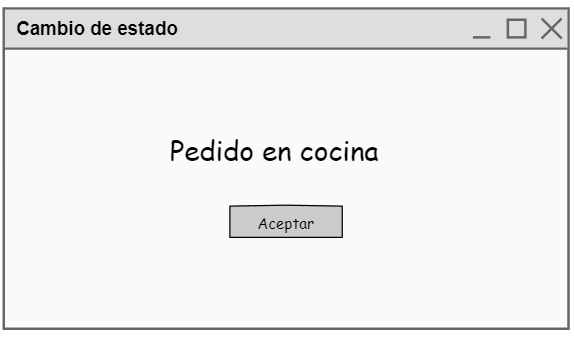 Cambio de estado
Pedido en cocina
Aceptar